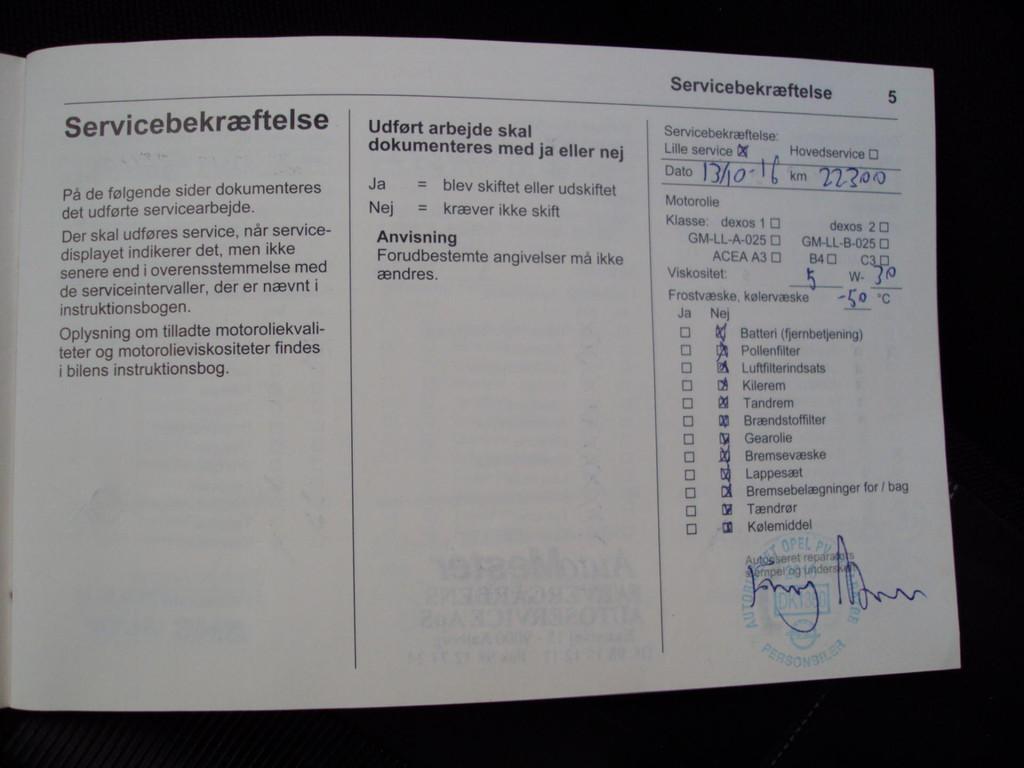 Servicebekræftelse 5
Servicebekræftelse
På de følgende sider dokumenteres
det udførte servicearbejde.
Der skal udføres service, når service-
displayet indikerer det, men ikke
senere end i overensstemmelse med
de serviceintervaller, der er nævnt i
instruktionsbogen.
Oplysning om tilladte motoroliekvali-
teter og motorolieviskositeter findes
i bilens instruktionsbog.
Udført arbejde skal
dokumenteres med ja eller nej
Ja = blev skiftet eller udskiftet
Nej = kræver ikke skift
Anvisning
Forudbestemte angivelser må ikke
ændres.
Servicebekræftelse:
Lille service ☒ Hovedservice ☐
Dato 13/10-16 km 22300
Motorolie
Klasse: dexos 1 ☐ dexos 2 ☐
GM-LL-A-025 ☐ GM-LL-B-025 ☐
ACEA A3 ☐ B4 ☐ C3 ☐
Viskositet: 5 W- 30
Frostvæske, kølervæske -50 °C
Ja Nej
☐ ☒ Batteri (fjernbetjening)
☐ ☒ Pollenfilter
☐ ☒ Luftfilterindsats
☐ ☒ Kilerem
☐ ☒ Tandrem
☐ ☒ Brændstoffilter
☐ ☒ Gearolie
☐ ☒ Bremsevæske
☐ ☒ Lappesæt
☐ ☒ Bremsebelægninger for / bag
☐ ☒ Tændrør
☐ ☒ Kølemiddel
OPEL
PERSONBILER